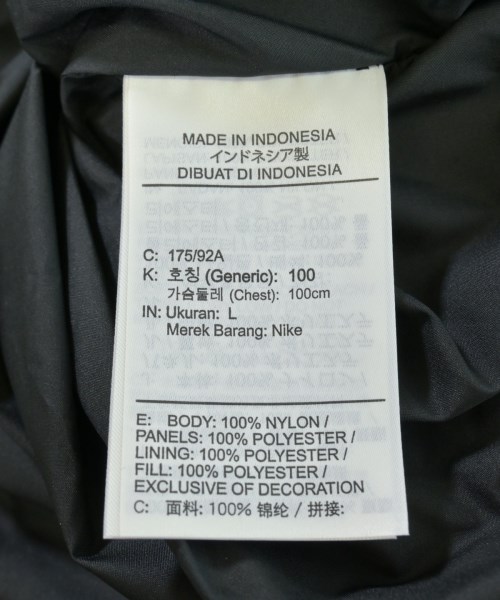 MADE IN INDONESIA
インドネシア製
DIBUAT DI INDONESIA
C: 175/92A
K: 호칭 (Generic): 100
가슴둘레 (Chest): 100cm
IN: Ukuran: L
Merek Barang: Nike
E: BODY: 100% NYLON /
PANELS: 100% POLYESTER /
LINING: 100% POLYESTER /
FILL: 100% POLYESTER /
EXCLUSIVE OF DECORATION
C: 面料: 100% 锦纶 / 拼接: